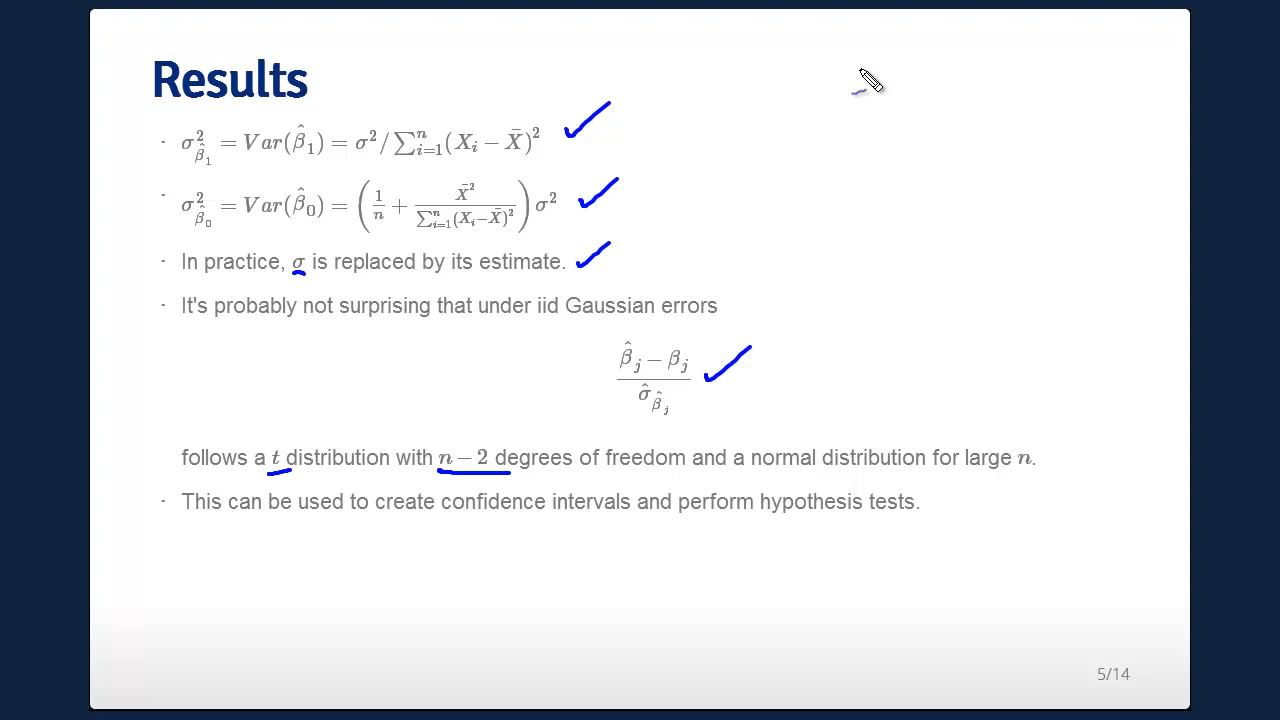 Results
· σ²_β̂₁ = Var(β̂₁) = σ²/∑ⁿᵢ₌₁(Xᵢ − X̄)²
· σ²_β̂₀ = Var(β̂₀) = (1/n + X̄²/∑ⁿᵢ₌₁(Xᵢ−X̄)²) σ²
· In practice, σ is replaced by its estimate.
· It's probably not surprising that under iid Gaussian errors
(β̂ⱼ − βⱼ)/σ̂_β̂ⱼ
follows a t distribution with n − 2 degrees of freedom and a normal distribution for large n.
· This can be used to create confidence intervals and perform hypothesis tests.
5/14